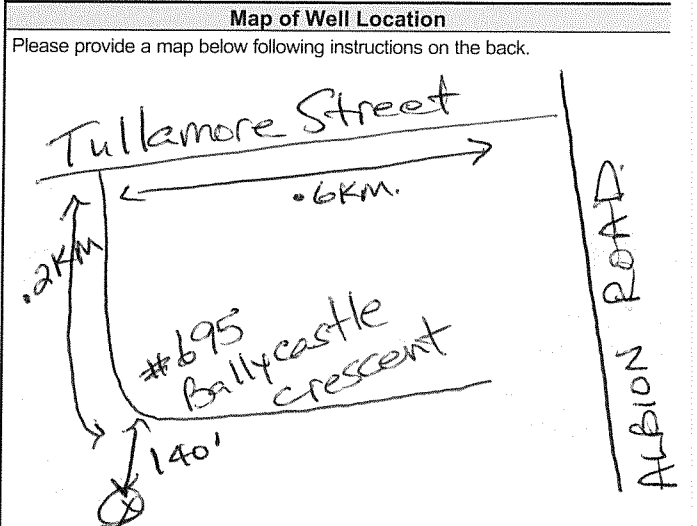 Map of Well Location
Please provide a map below following instructions on the back.
Tullamore Street
.6KM.
.2KM
#695
Ballycastle
crescent
140'
X
ALBION ROAD.